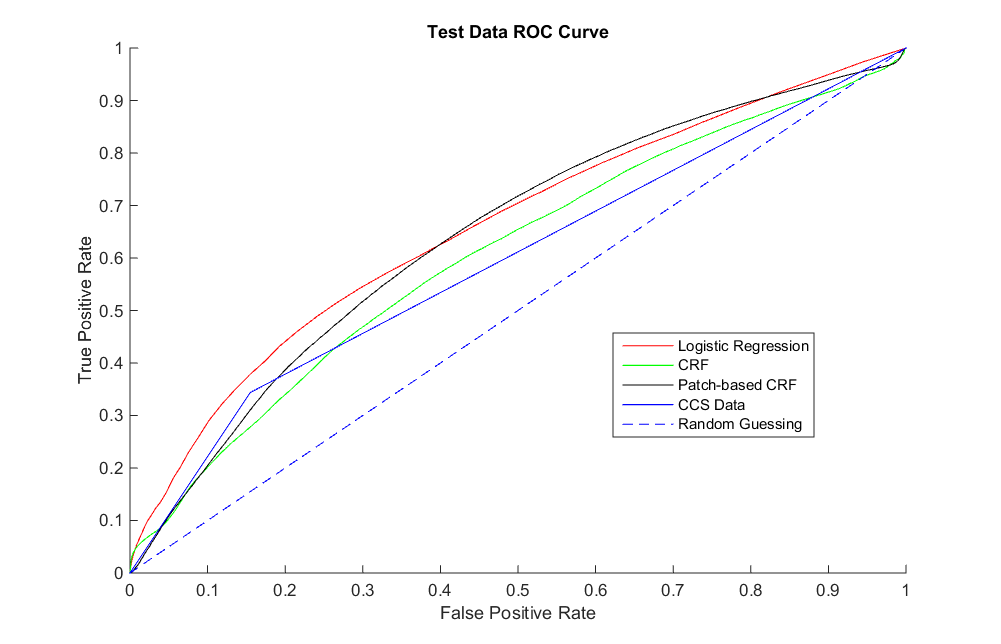 Test Data ROC Curve
1
0.9
0.8
0.7
0.6
0.5
0.4
0.3
0.2
0.1
0
True Positive Rate
Logistic Regression
CRF
Patch-based CRF
CCS Data
Random Guessing
0 0.1 0.2 0.3 0.4 0.5 0.6 0.7 0.8 0.9 1
False Positive Rate